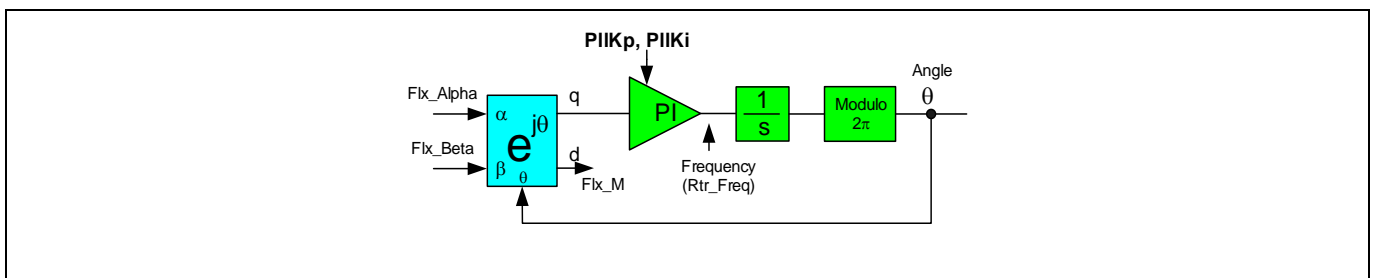 PllKp, PllKi
Angle
θ
Flx_Alpha
q
α
jθ
e
PI
1
s
Modulo
2π
Flx_Beta
β
θ
d
Flx_M
Frequency
(Rtr_Freq)